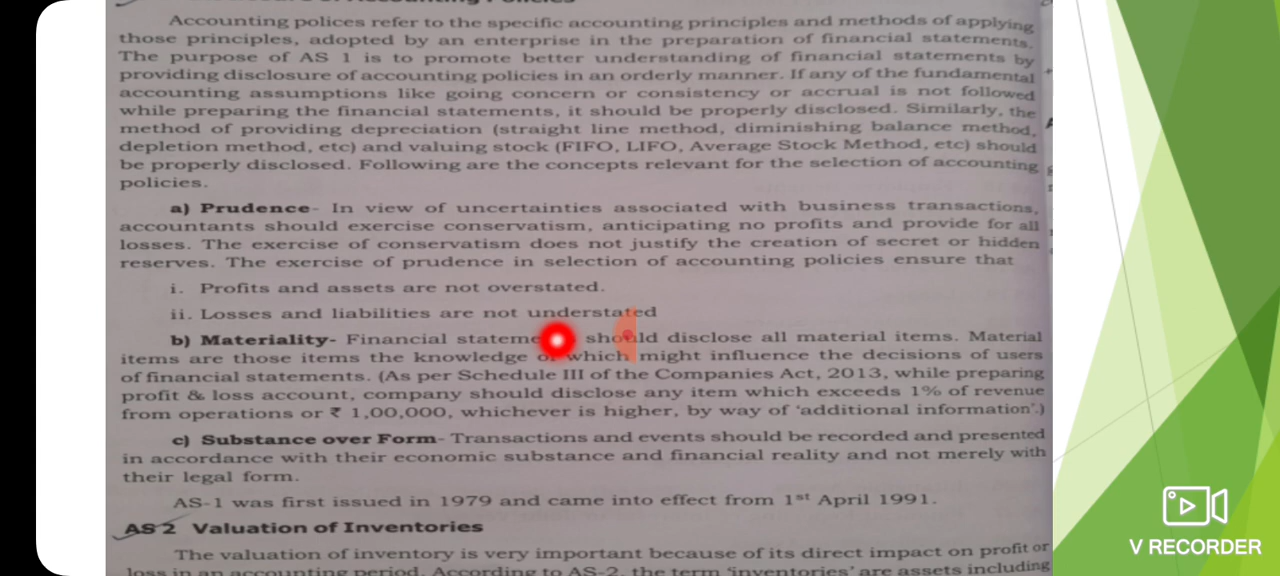 Accounting polices refer to the specific accounting principles and methods of applying
those principles, adopted by an enterprise in the preparation of financial statements.
The purpose of AS 1 is to promote better understanding of financial statements by
providing disclosure of accounting policies in an orderly manner. If any of the fundamental
accounting assumptions like going concern or consistency or accrual is not followed
while preparing the financial statements, it should be properly disclosed. Similarly, the
method of providing depreciation (straight line method, diminishing balance method,
depletion method, etc) and valuing stock (FIFO, LIFO, Average Stock Method, etc) should
be properly disclosed. Following are the concepts relevant for the selection of accounting
policies.
a) Prudence- In view of uncertainties associated with business transactions,
accountants should exercise conservatism, anticipating no profits and provide for all
losses. The exercise of conservatism does not justify the creation of secret or hidden
reserves. The exercise of prudence in selection of accounting policies ensure that
i. Profits and assets are not overstated.
ii. Losses and liabilities are not understated
b) Materiality- Financial should disclose all material items. Material
items are those items the knowledge of which might influence the decisions of users
of financial statements. (As per Schedule III of the Companies Act, 2013, while preparing
profit & loss account, company should disclose any item which exceeds 1% of revenue
from operations or ₹ 1,00,000, whichever is higher, by way of 'additional information'.)
c) Substance over Form- Transactions and events should be recorded and presented
in accordance with their economic substance and financial reality and not merely with
their legal form.
AS-1 was first issued in 1979 and came into effect from 1st April 1991.
AS 2 Valuation of Inventories
The valuation of inventory is very important because of its direct impact on profit or
loss in an accounting period. According to AS-2, the term 'inventories' are assets including
V RECORDER